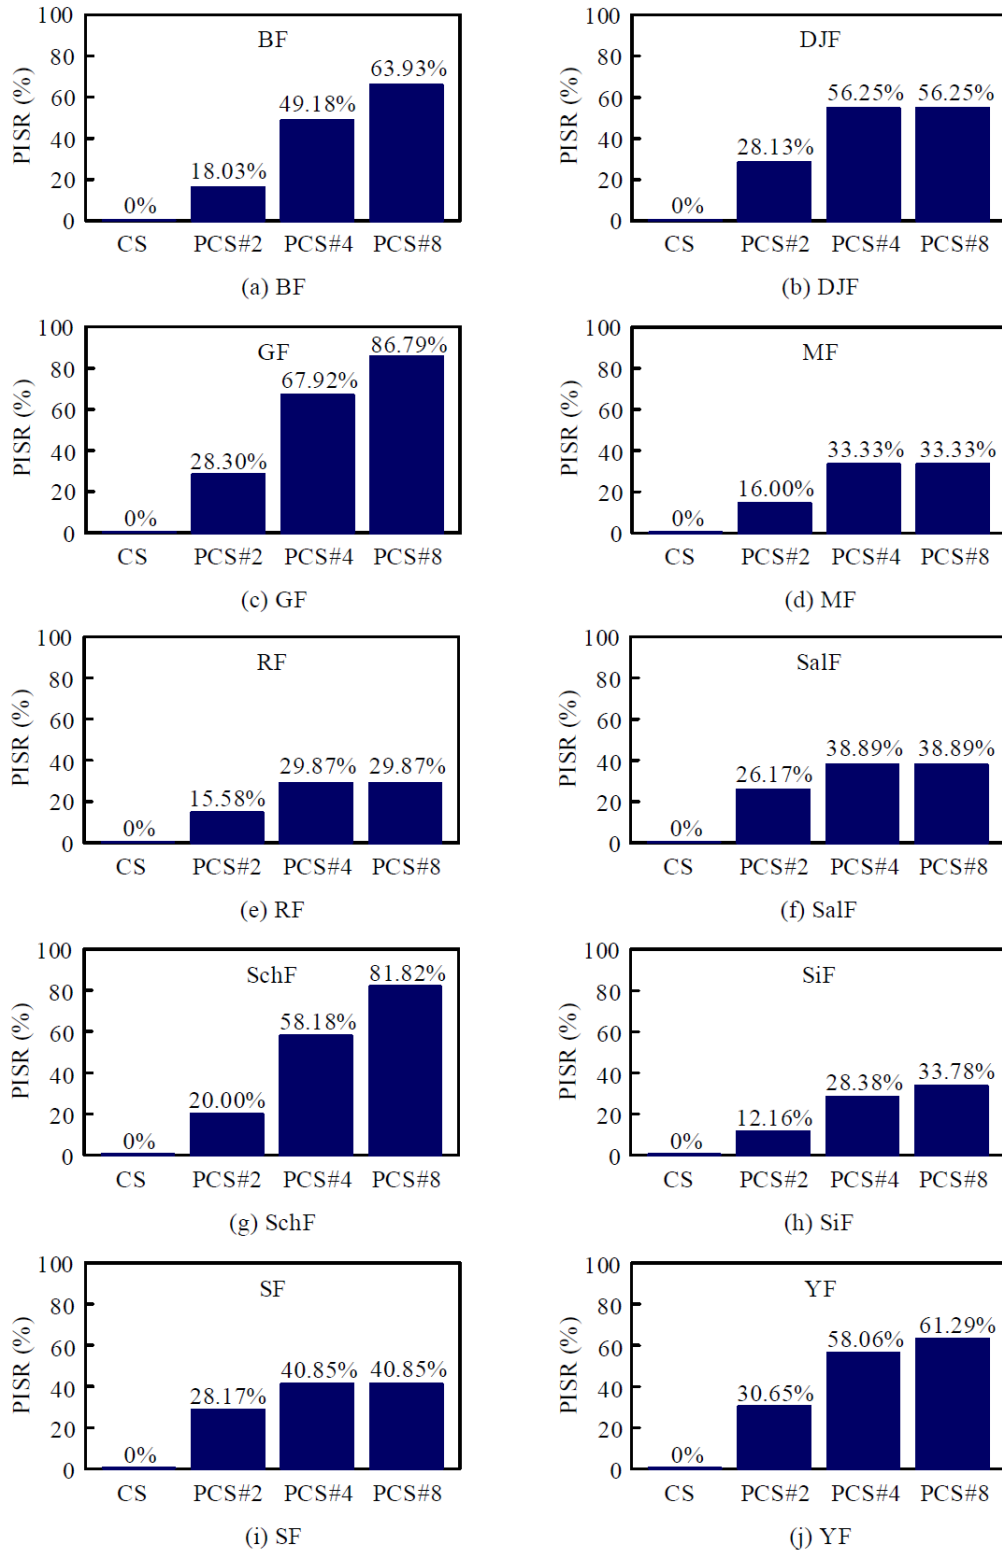 100
80
60
40
20
0
PISR (%)
BF
0%
18.03%
49.18%
63.93%
CS PCS#2 PCS#4 PCS#8
(a) BF
100
80
60
40
20
0
PISR (%)
DJF
0%
28.13%
56.25%
56.25%
CS PCS#2 PCS#4 PCS#8
(b) DJF
100
80
60
40
20
0
PISR (%)
GF
0%
28.30%
67.92%
86.79%
CS PCS#2 PCS#4 PCS#8
(c) GF
100
80
60
40
20
0
PISR (%)
MF
0%
16.00%
33.33%
33.33%
CS PCS#2 PCS#4 PCS#8
(d) MF
100
80
60
40
20
0
PISR (%)
RF
0%
15.58%
29.87%
29.87%
CS PCS#2 PCS#4 PCS#8
(e) RF
100
80
60
40
20
0
PISR (%)
SalF
0%
26.17%
38.89%
38.89%
CS PCS#2 PCS#4 PCS#8
(f) SalF
100
80
60
40
20
0
PISR (%)
SchF
0%
20.00%
58.18%
81.82%
CS PCS#2 PCS#4 PCS#8
(g) SchF
100
80
60
40
20
0
PISR (%)
SiF
0%
12.16%
28.38%
33.78%
CS PCS#2 PCS#4 PCS#8
(h) SiF
100
80
60
40
20
0
PISR (%)
SF
0%
28.17%
40.85%
40.85%
CS PCS#2 PCS#4 PCS#8
(i) SF
100
80
60
40
20
0
PISR (%)
YF
0%
30.65%
58.06%
61.29%
CS PCS#2 PCS#4 PCS#8
(j) YF